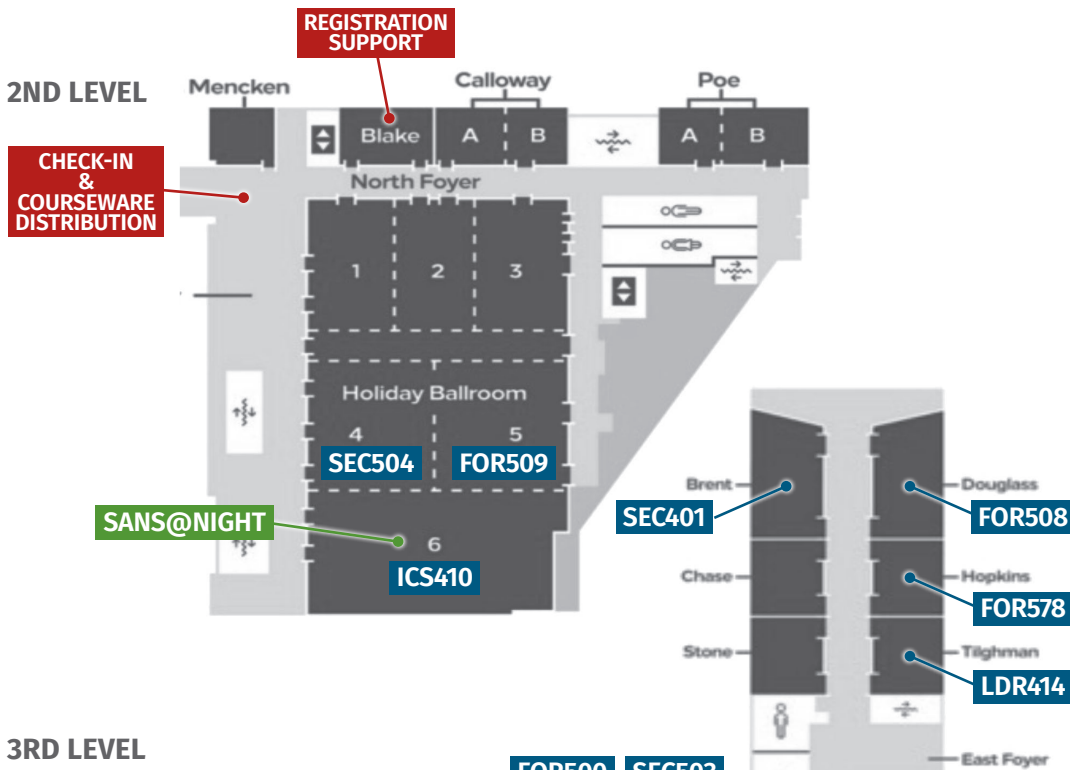 REGISTRATION
SUPPORT
2ND LEVEL
Mencken
Calloway
Poe
Blake
A
B
A
B
CHECK-IN
&
COURSEWARE
DISTRIBUTION
North Foyer
1
2
3
Holiday Ballroom
4
5
SEC504
FOR509
SANS@NIGHT
6
ICS410
Brent
SEC401
Douglass
FOR508
Chase
Hopkins
FOR578
Stone
Tilghman
LDR414
3RD LEVEL
East Foyer
FOR500
SEC503